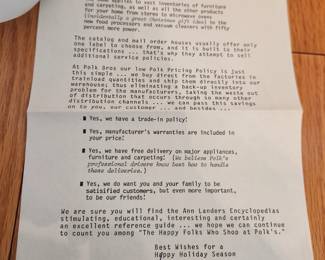 same applies to vast inventories of furniture
and carpeting, as well as all the other products
for your home from stereos to microwave ovens
(Incidentally a great Christmas gift idea) to the
new food processors and vacuum cleaners with fifty
percent more power.
The catalog and mail order houses usually offer only
one label to choose from, and it is built to their
specifications ... that's why they attempt to sell
additional service policies.
At Polk Bros our low Polk Pricing Policy is just
this simple ... we buy direct from the factories in
trainload quantities and ship them directly into our
warehouse; thus eliminating a back-up inventory
problem for the manufacturers, taking the waste out
of distribution that occurs through so many other
distribution channels ... we can pass this savings
on to you, our customer ... and besides ...
Yes, we have a trade-in policy!
Yes, manufacturer's warranties are included in
your price!
Yes, we have free delivery on major appliances,
furniture and carpeting! (We believe Polk's
professional drivers know best how to handle
these deliveries.)
Yes, we do want you and your family to be
satisified customers, but even more important,
to be our friends!
We are sure you will find the Ann Landers Encyclopedias
stimulating, educational, interesting and certainly
an excellent reference guide ... we hope we can continue
to count you among "The Happy Folks Who Shop at Polk's."
Best Wishes for a
Happy Holiday Season